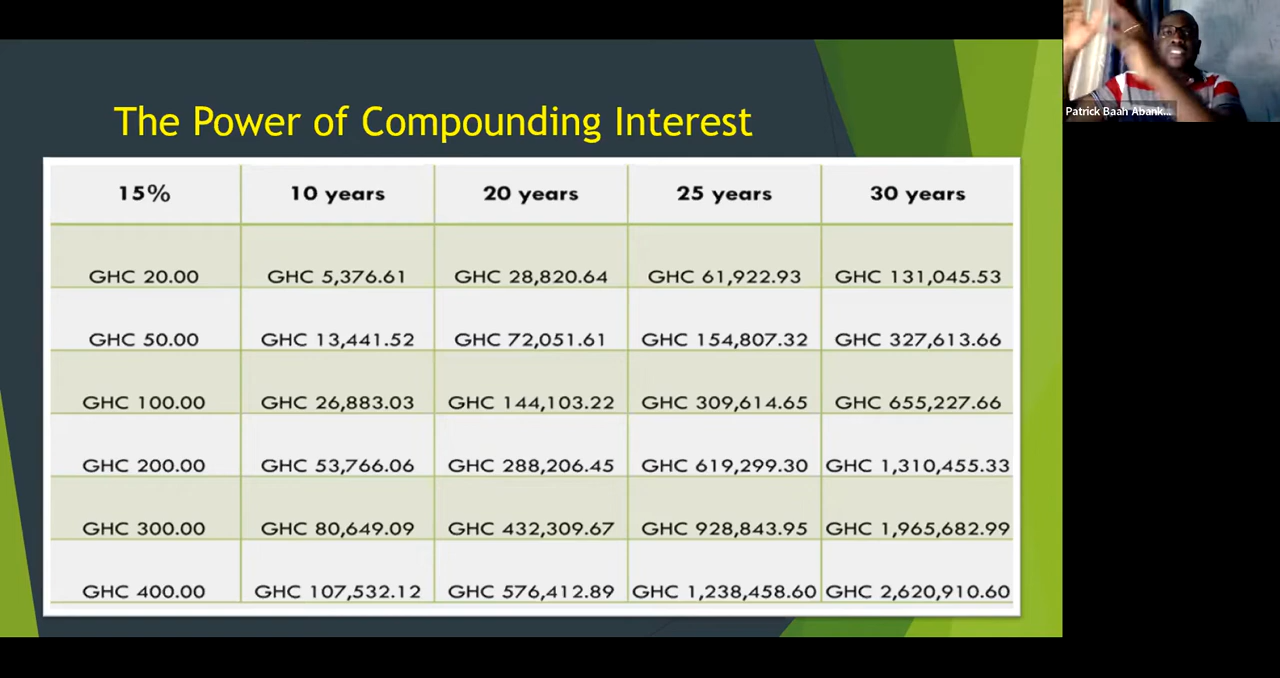 The Power of Compounding Interest
15% 10 years 20 years 25 years 30 years
GHC 20.00 GHC 5,376.61 GHC 28,820.64 GHC 61,922.93 GHC 131,045.53
GHC 50.00 GHC 13,441.52 GHC 72,051.61 GHC 154,807.32 GHC 327,613.66
GHC 100.00 GHC 26,883.03 GHC 144,103.22 GHC 309,614.65 GHC 655,227.66
GHC 200.00 GHC 53,766.06 GHC 288,206.45 GHC 619,299.30 GHC 1,310,455.33
GHC 300.00 GHC 80,649.09 GHC 432,309.67 GHC 928,843.95 GHC 1,965,682.99
GHC 400.00 GHC 107,532.12 GHC 576,412.89 GHC 1,238,458.60 GHC 2,620,910.60
Patrick Baah Abank...